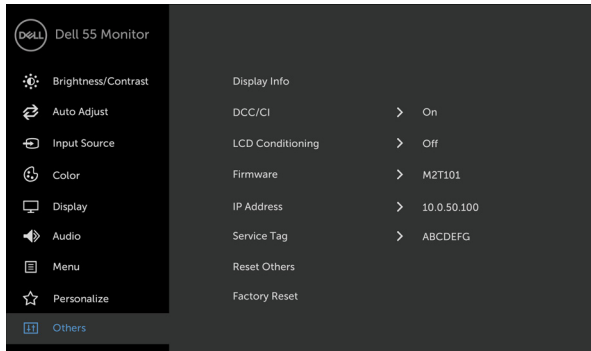 DELL Dell 55 Monitor
Brightness/Contrast Display Info
Auto Adjust DCC/CI > On
Input Source LCD Conditioning > Off
Color Firmware > M2T101
Display IP Address > 10.0.50.100
Audio Service Tag > ABCDEFG
Menu Reset Others
Personalize Factory Reset
Others